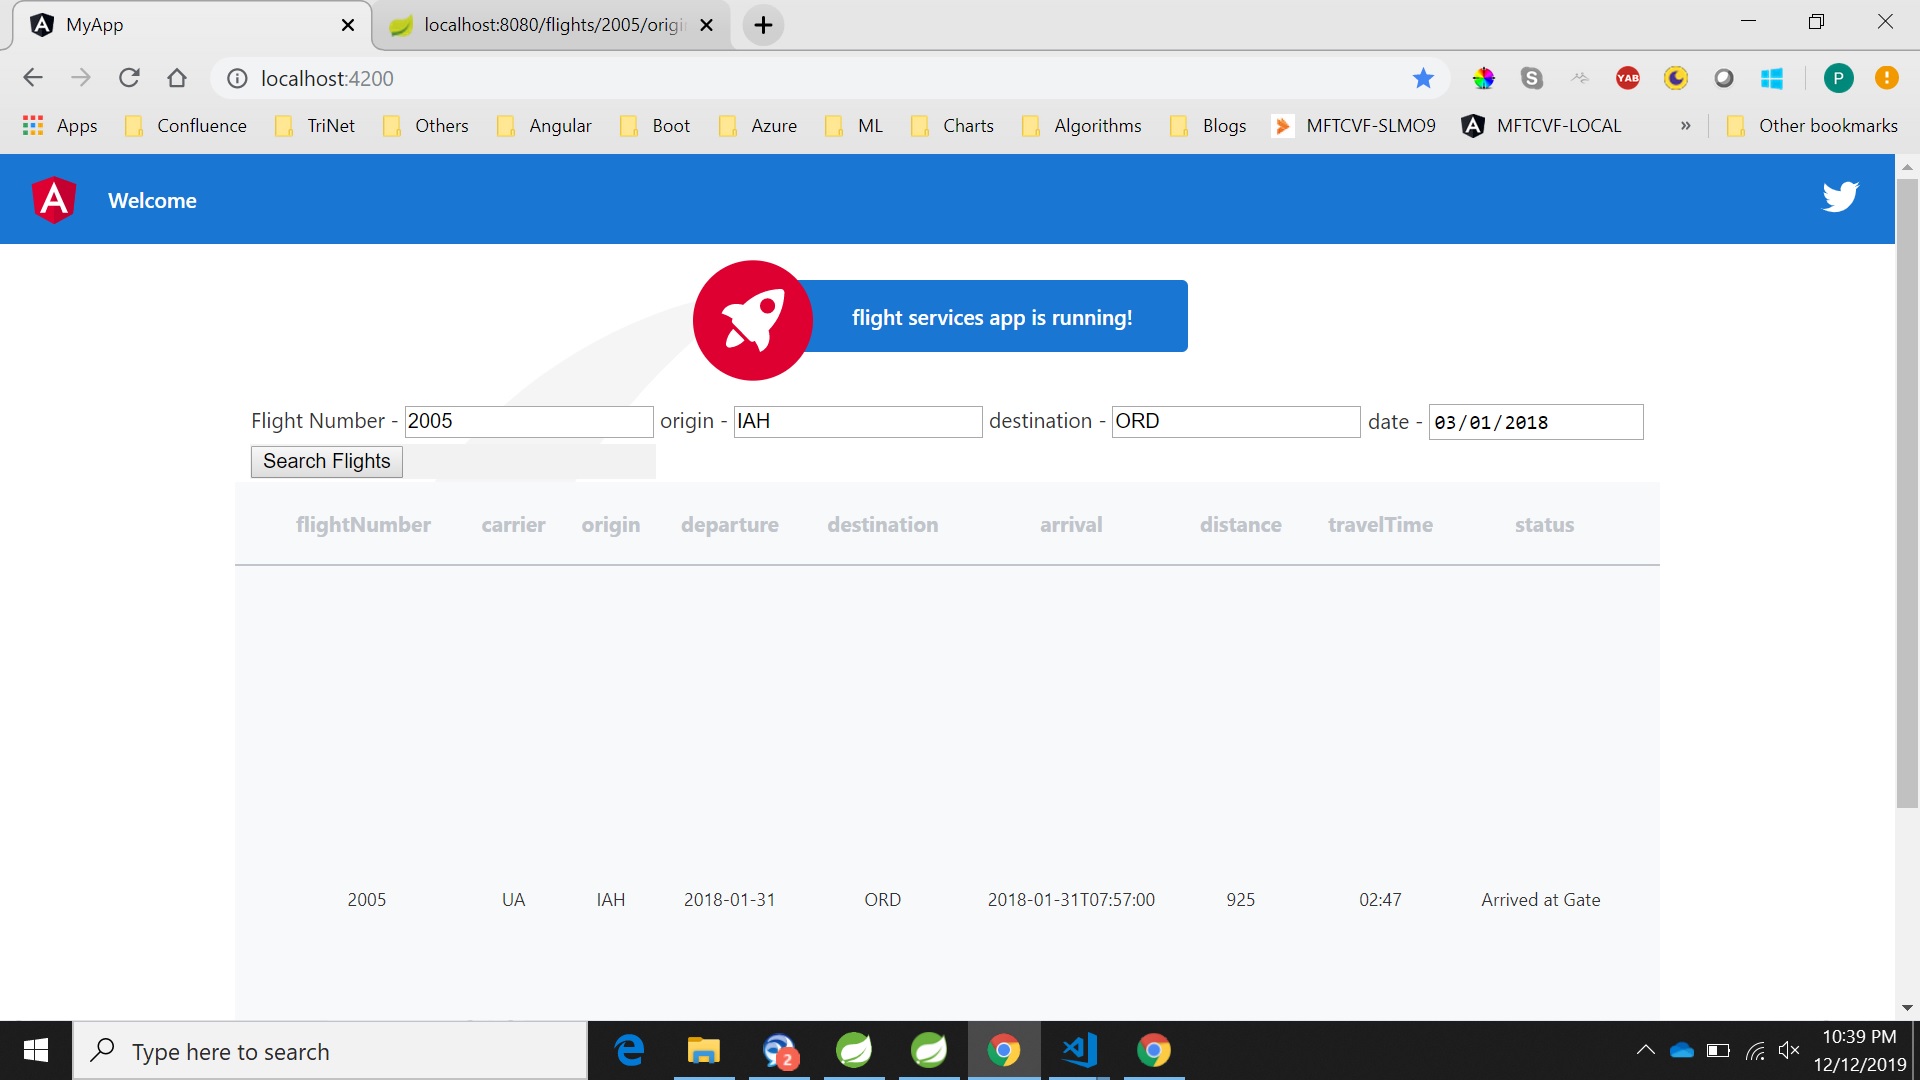 MyApp
localhost:8080/flights/2005/origi
localhost:4200
S YAB P
Apps Confluence TriNet Others Angular Boot Azure ML Charts Algorithms Blogs MFTCVF-SLMO9 MFTCVF-LOCAL » Other bookmarks
Welcome
flight services app is running!
Flight Number - 2005 origin - IAH destination - ORD date - 03/01/2018
Search Flights
flightNumber carrier origin departure destination arrival distance travelTime status
2005 UA IAH 2018-01-31 ORD 2018-01-31T07:57:00 925 02:47 Arrived at Gate
Type here to search
2
10:39 PM
12/12/2019